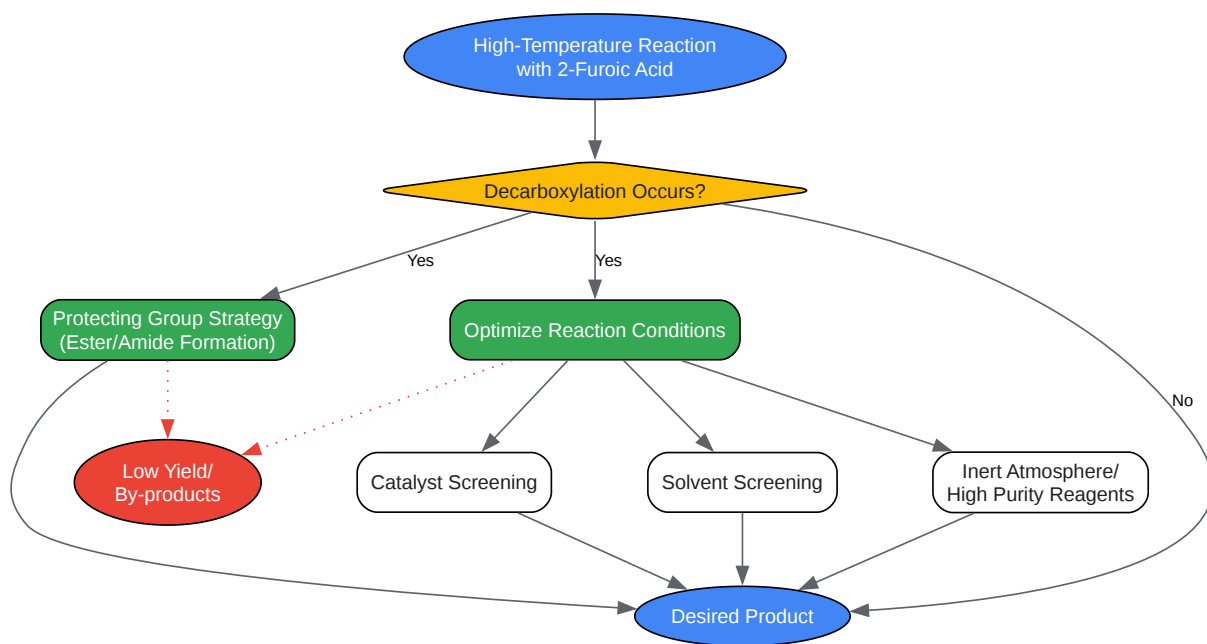 High-Temperature Reaction
with 2-Furoic Acid
Decarboxylation Occurs?
Yes
Yes
Protecting Group Strategy
(Ester/Amide Formation)
Optimize Reaction Conditions
No
Low Yield/
By-products
Catalyst Screening
Solvent Screening
Inert Atmosphere/
High Purity Reagents
Desired Product